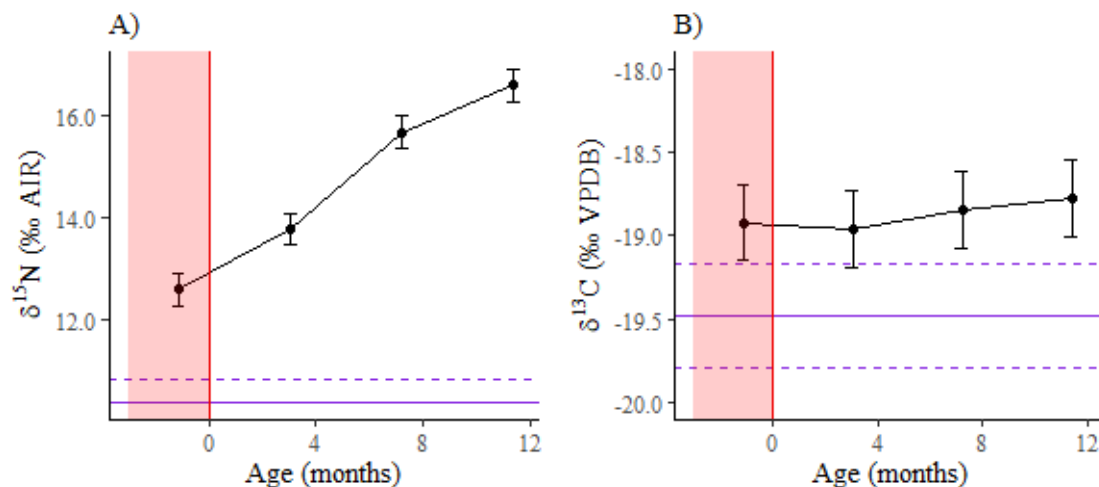 A)
16.0
14.0
12.0
δ¹⁵N (‰ AIR)
0 4 8 12
Age (months)
B)
-18.0
-18.5
-19.0
-19.5
-20.0
δ¹³C (‰ VPDB)
0 4 8 12
Age (months)